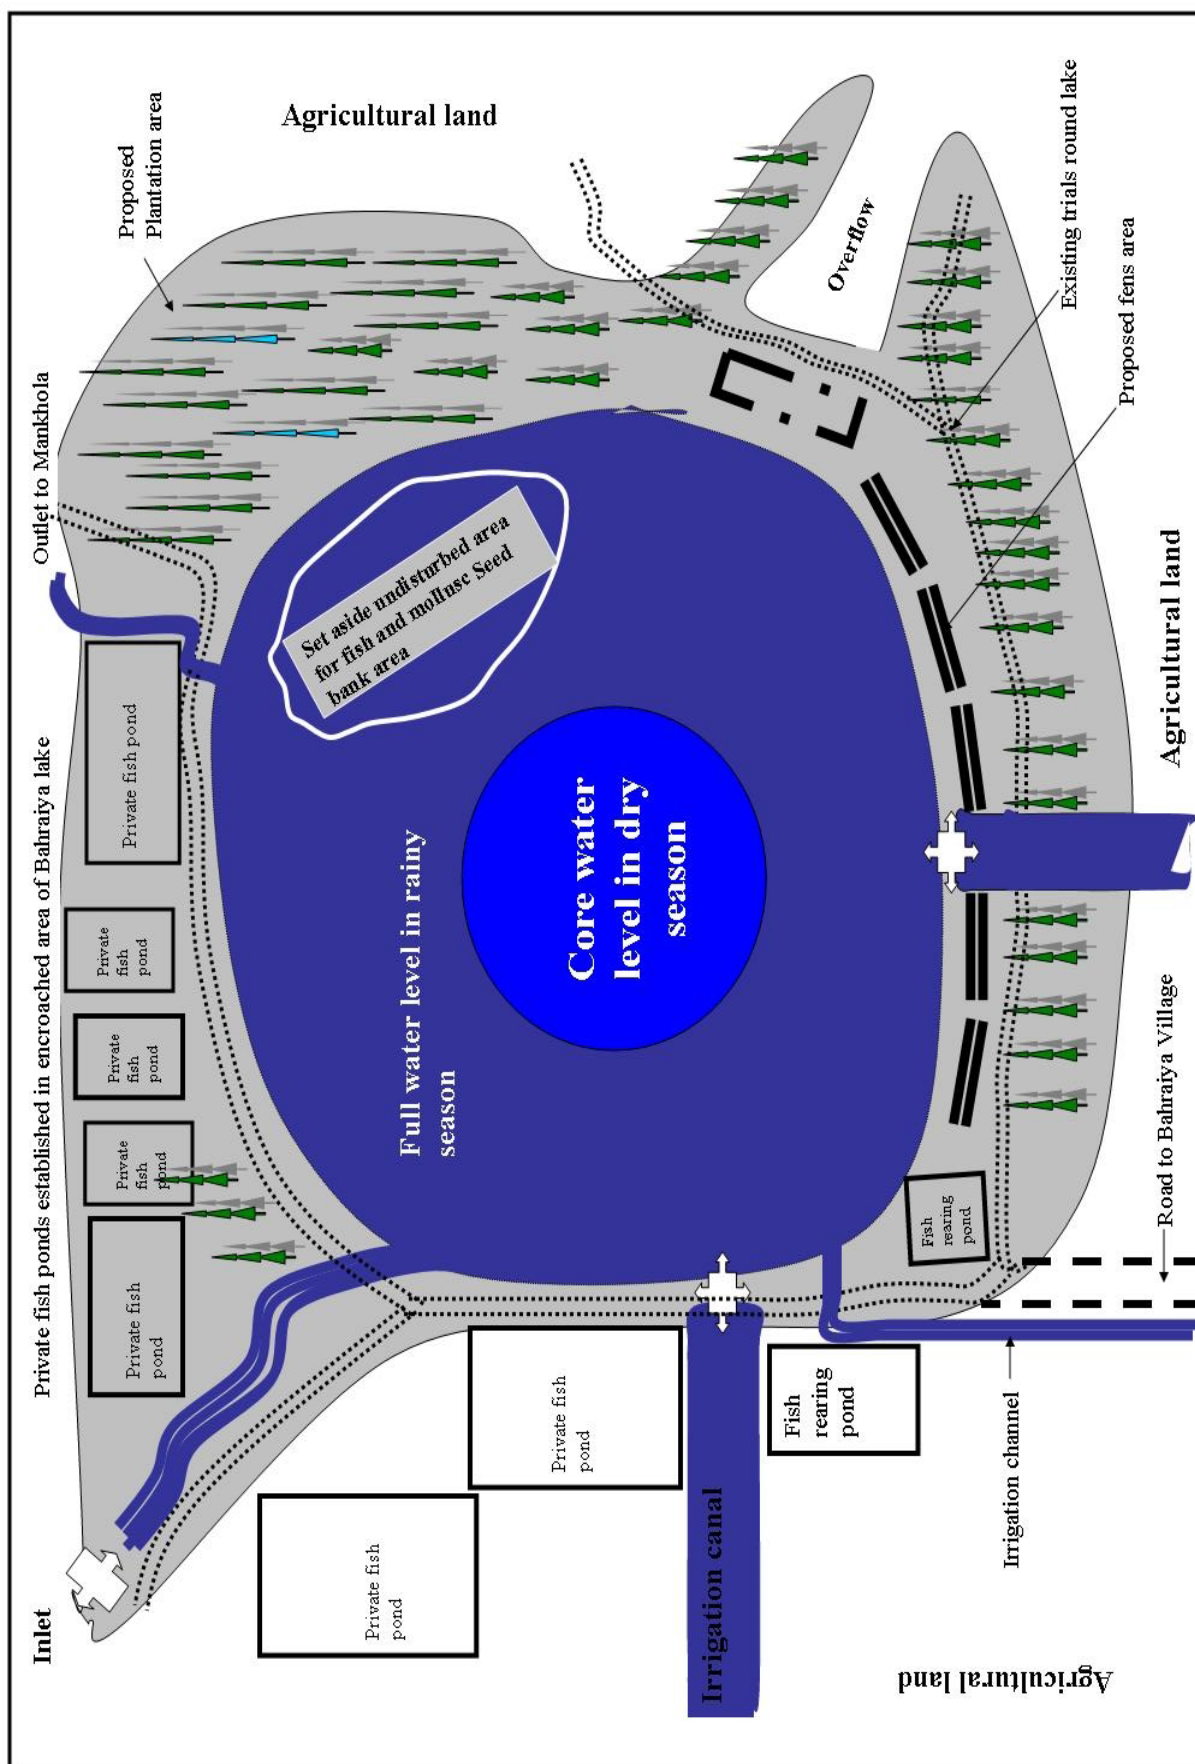 Agricultural land
Proposed
Plantation area
Outlet to Mankhola
Overflow
Existing trials round lake
Proposed fens area
Set aside undisturbed area
for fish and mollusc Seed
bank area
Private fish ponds established in encroached area of Bahraiya lake
Private fish pond
Private
fish
pond
Private
fish
pond
Private
fish
pond
Private fish
pond
Full water level in rainy
season
Core water
level in dry
season
Agricultural land
Road to Bahraiya Village
Fish
rearing
pond
Inlet
Private fish
pond
Private fish
pond
Irrigation canal
Fish
rearing
pond
Irrigation channel
Agricultural land